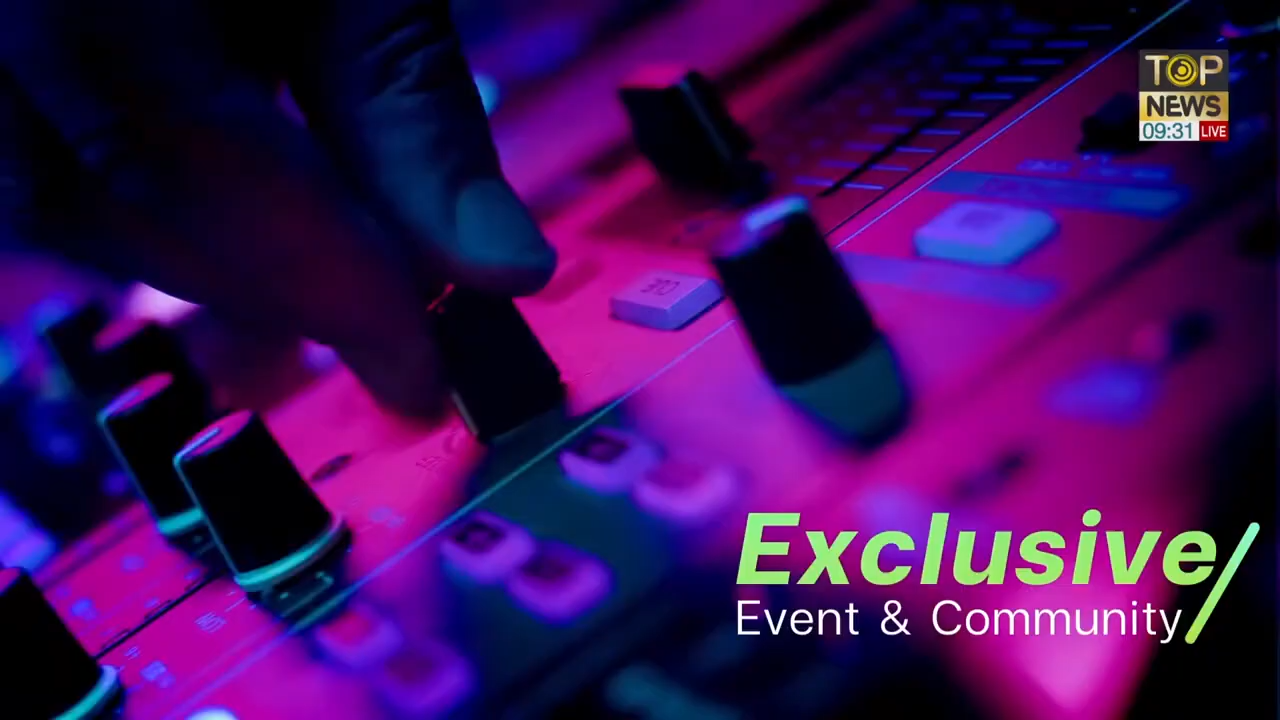 TOP
NEWS
09:31 LIVE
Exclusive
Event & Community